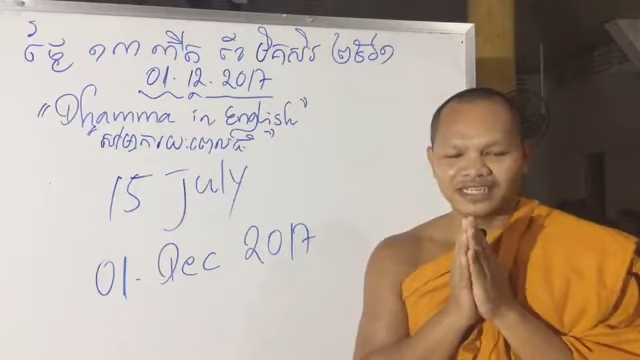 ថ្ងៃ ១៣ កើត ខែ មិគសិរ ២៥៦១
01. 12. 2017
"Dhamma in English"
15 July
01. Dec 2017